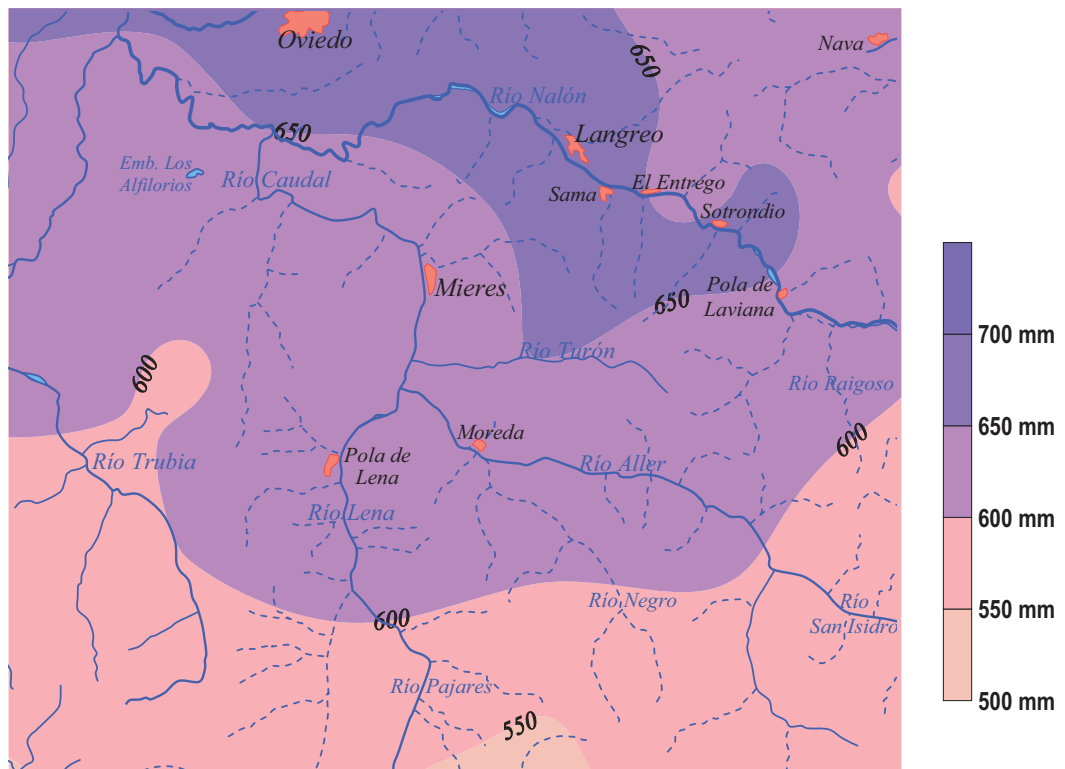 Oviedo
Nava
650
Río Nalón
650
Langreo
Emb. Los
Alfilorios
Río Caudal
Sama
El Entrego
Sotrondio
Mieres
Pola de
Laviana
650
Río Turón
600
Río Raigoso
Moreda
600
Río Trubia
Pola de
Lena
Río Aller
Río Lena
600
Río Negro
Río
San Isidro
Río Pajares
550
700 mm
650 mm
600 mm
550 mm
500 mm